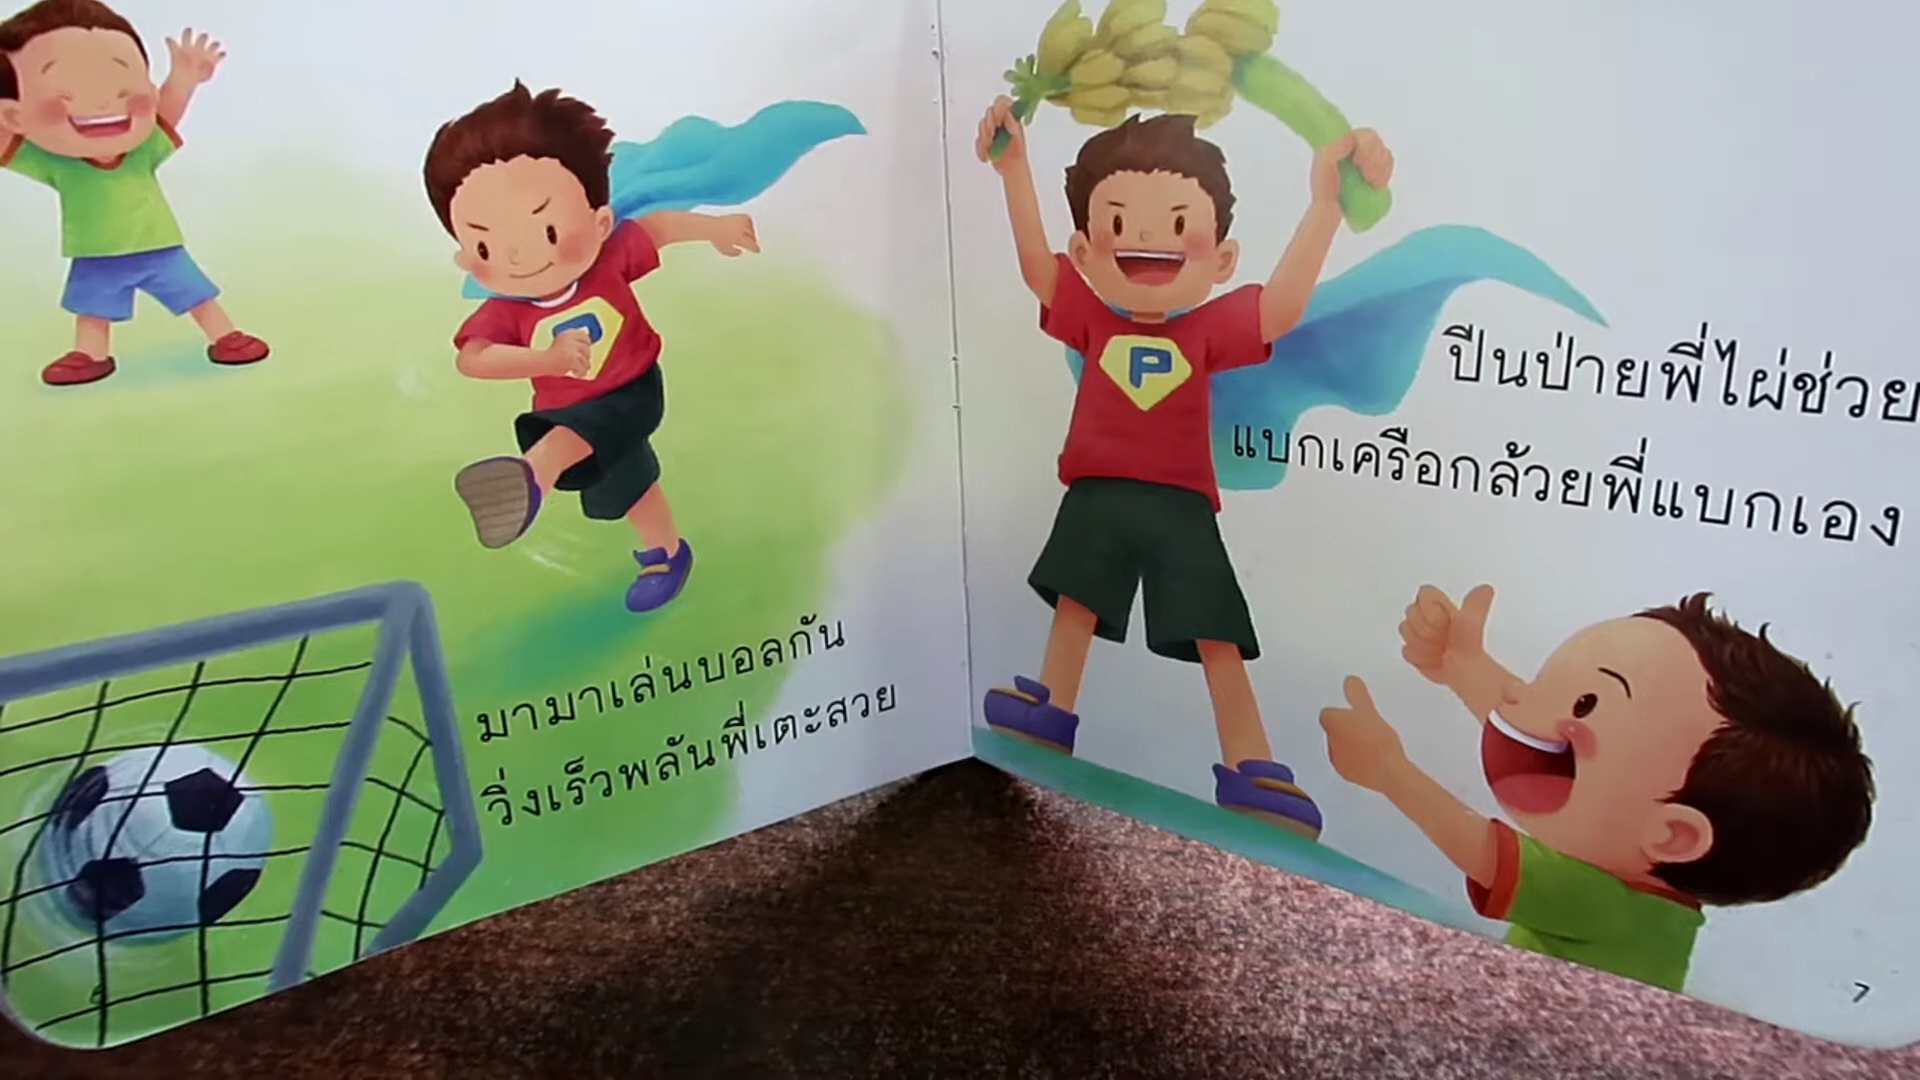 มามาเล่นบอลกัน
วิ่งเร็วพลันพี่เตะสวย
P
ปีนป่ายพี่ไผ่ช่วย
แบกเครือกล้วยพี่แบกเอง
P
7